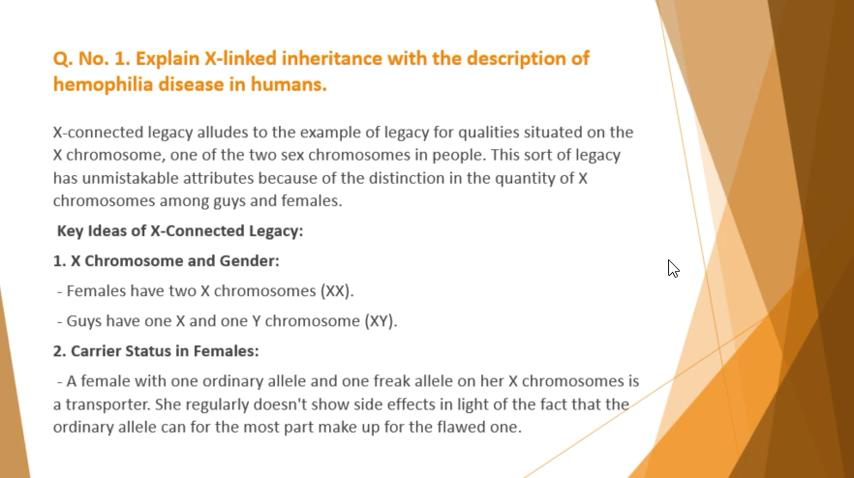 Q. No. 1. Explain X-linked inheritance with the description of
hemophilia disease in humans.
X-connected legacy alludes to the example of legacy for qualities situated on the
X chromosome, one of the two sex chromosomes in people. This sort of legacy
has unmistakable attributes because of the distinction in the quantity of X
chromosomes among guys and females.
Key Ideas of X-Connected Legacy:
1. X Chromosome and Gender:
- Females have two X chromosomes (XX).
- Guys have one X and one Y chromosome (XY).
2. Carrier Status in Females:
- A female with one ordinary allele and one freak allele on her X chromosomes is
a transporter. She regularly doesn't show side effects in light of the fact that the
ordinary allele can for the most part make up for the flawed one.